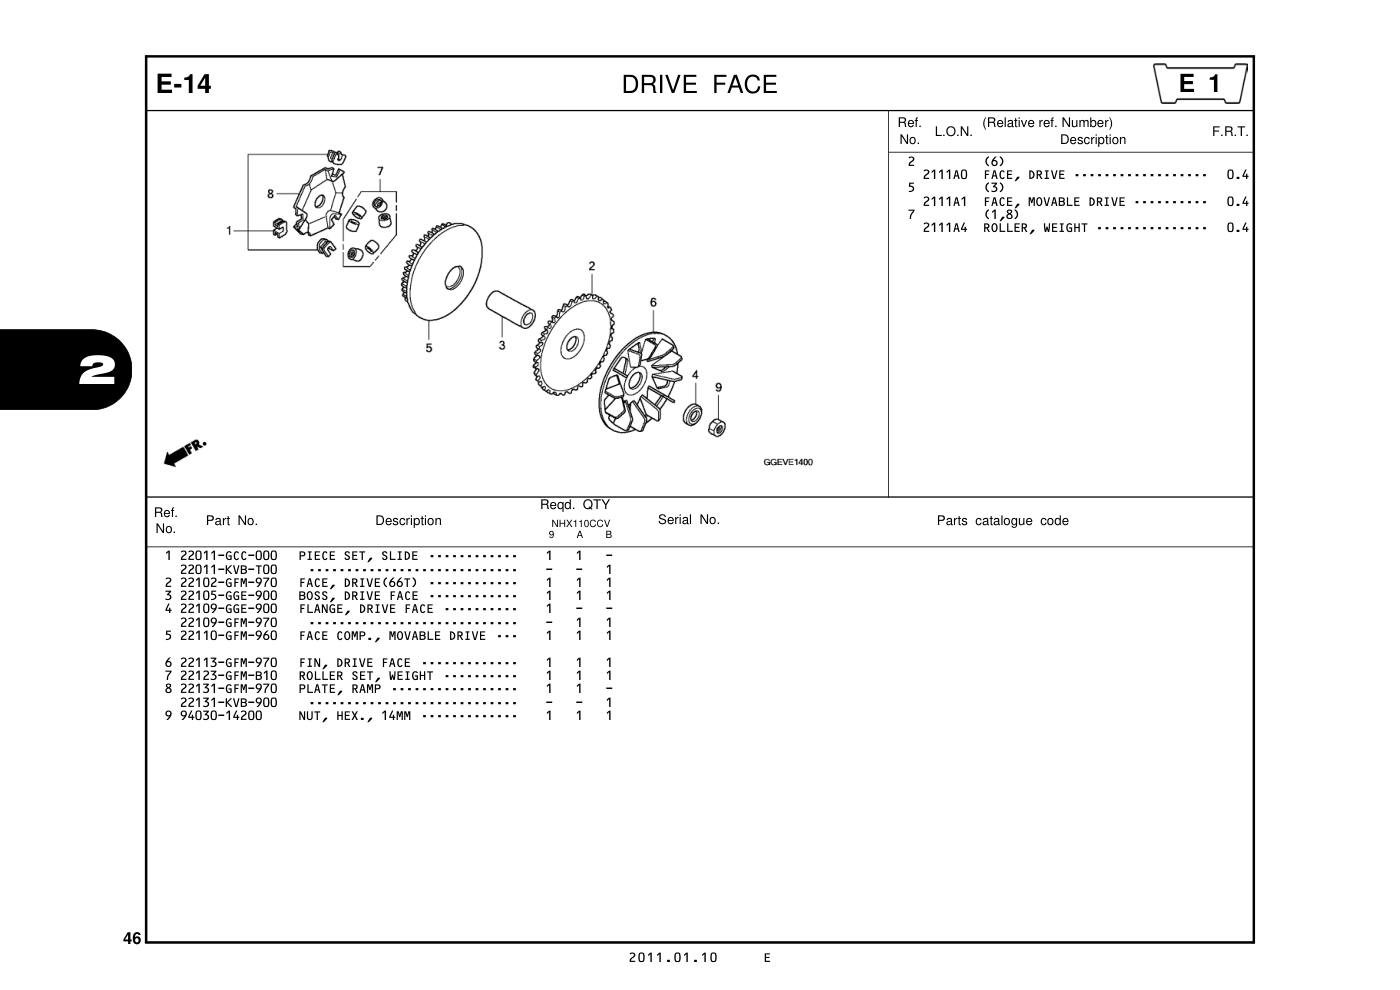 E-14 DRIVE FACE E 1
1
8
7
5
3
2
6
4
9
FR.
GGEVE1400
Ref. No. L.O.N. (Relative ref. Number) Description F.R.T.
2 (6)
2111A0 FACE, DRIVE ------------------ 0.4
5 (3)
2111A1 FACE, MOVABLE DRIVE ---------- 0.4
7 (1,8)
2111A4 ROLLER, WEIGHT --------------- 0.4
Ref. No. Part No. Description Reqd. QTY Serial No. Parts catalogue code
NHX110CCV
9 A B
1 22011-GCC-000 PIECE SET, SLIDE ------------ 1 1 -
22011-KVB-T00 ---------------------------- - - 1
2 22102-GFM-970 FACE, DRIVE(66T) ------------ 1 1 1
3 22105-GGE-900 BOSS, DRIVE FACE ------------ 1 1 1
4 22109-GGE-900 FLANGE, DRIVE FACE ---------- 1 - -
22109-GFM-970 ---------------------------- - 1 1
5 22110-GFM-960 FACE COMP., MOVABLE DRIVE --- 1 1 1
6 22113-GFM-970 FIN, DRIVE FACE ------------- 1 1 1
7 22123-GFM-B10 ROLLER SET, WEIGHT ---------- 1 1 1
8 22131-GFM-970 PLATE, RAMP ----------------- 1 1 -
22131-KVB-900 ---------------------------- - - 1
9 94030-14200 NUT, HEX., 14MM ------------- 1 1 1
2
46
2011.01.10 E